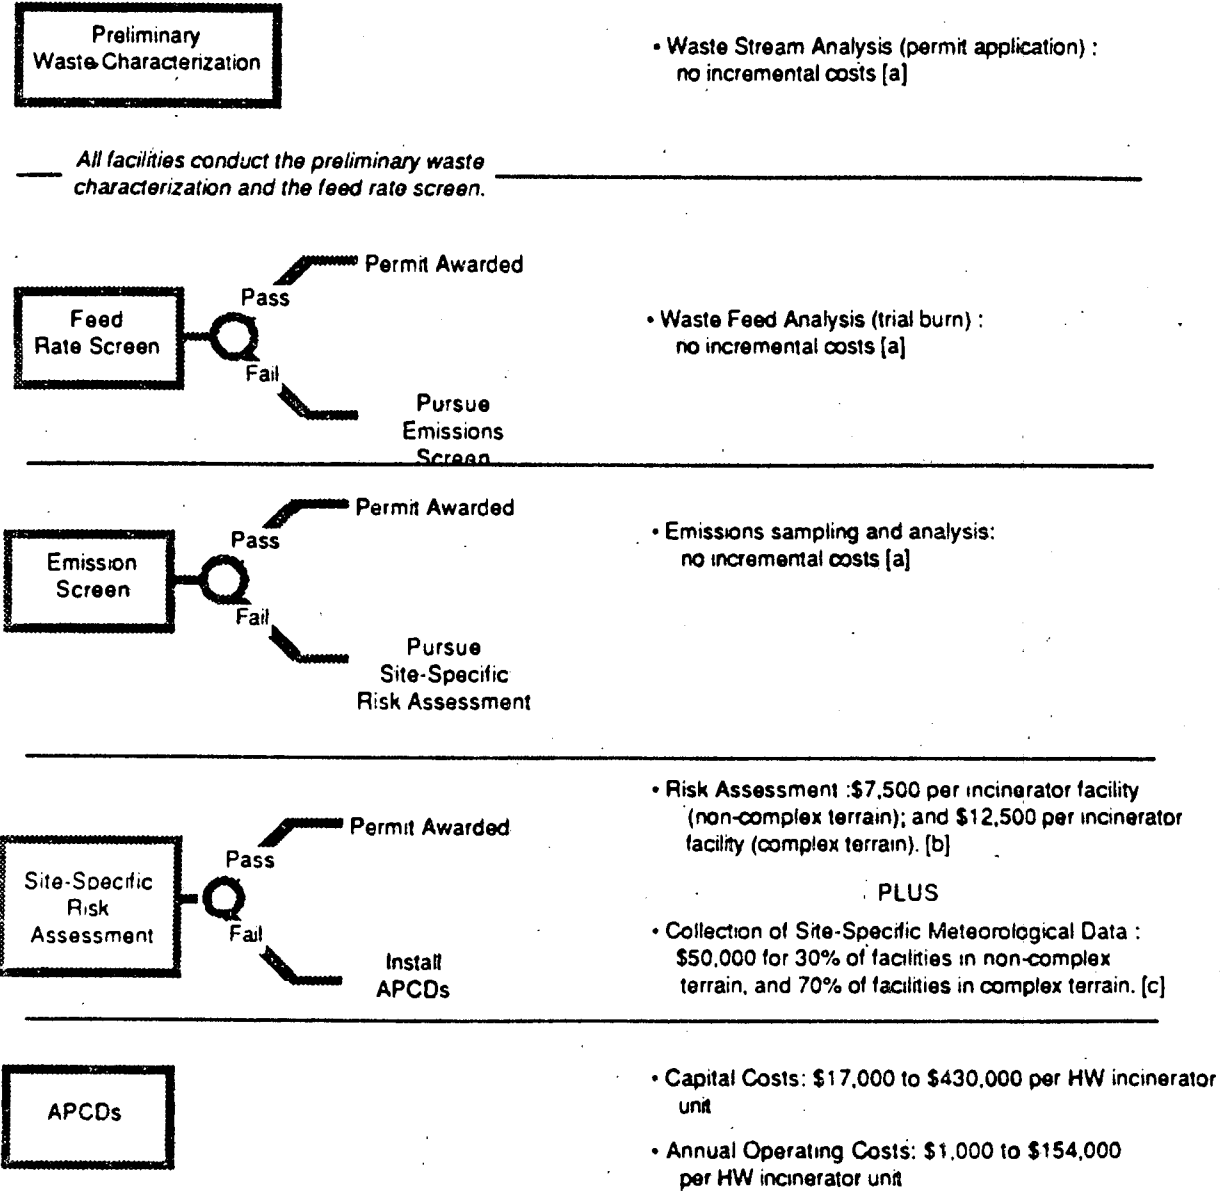 Preliminary
Waste Characterization
• Waste Stream Analysis (permit application) :
no incremental costs [a]
All facilities conduct the preliminary waste
characterization and the feed rate screen.
Feed
Rate Screen
Pass
Permit Awarded
Fail
Pursue
Emissions
Screen
• Waste Feed Analysis (trial burn) :
no incremental costs [a]
Emission
Screen
Pass
Permit Awarded
Fail
Pursue
Site-Specific
Risk Assessment
• Emissions sampling and analysis:
no incremental costs [a]
Site-Specific
Risk
Assessment
Pass
Permit Awarded
Fail
Install
APCDs
• Risk Assessment :$7,500 per incinerator facility
(non-complex terrain); and $12,500 per incinerator
facility (complex terrain). [b]
PLUS
• Collection of Site-Specific Meteorological Data :
$50,000 for 30% of facilities in non-complex
terrain, and 70% of facilities in complex terrain. [c]
APCDs
• Capital Costs: $17,000 to $430,000 per HW incinerator
unit
• Annual Operating Costs: $1,000 to $154,000
per HW incinerator unit